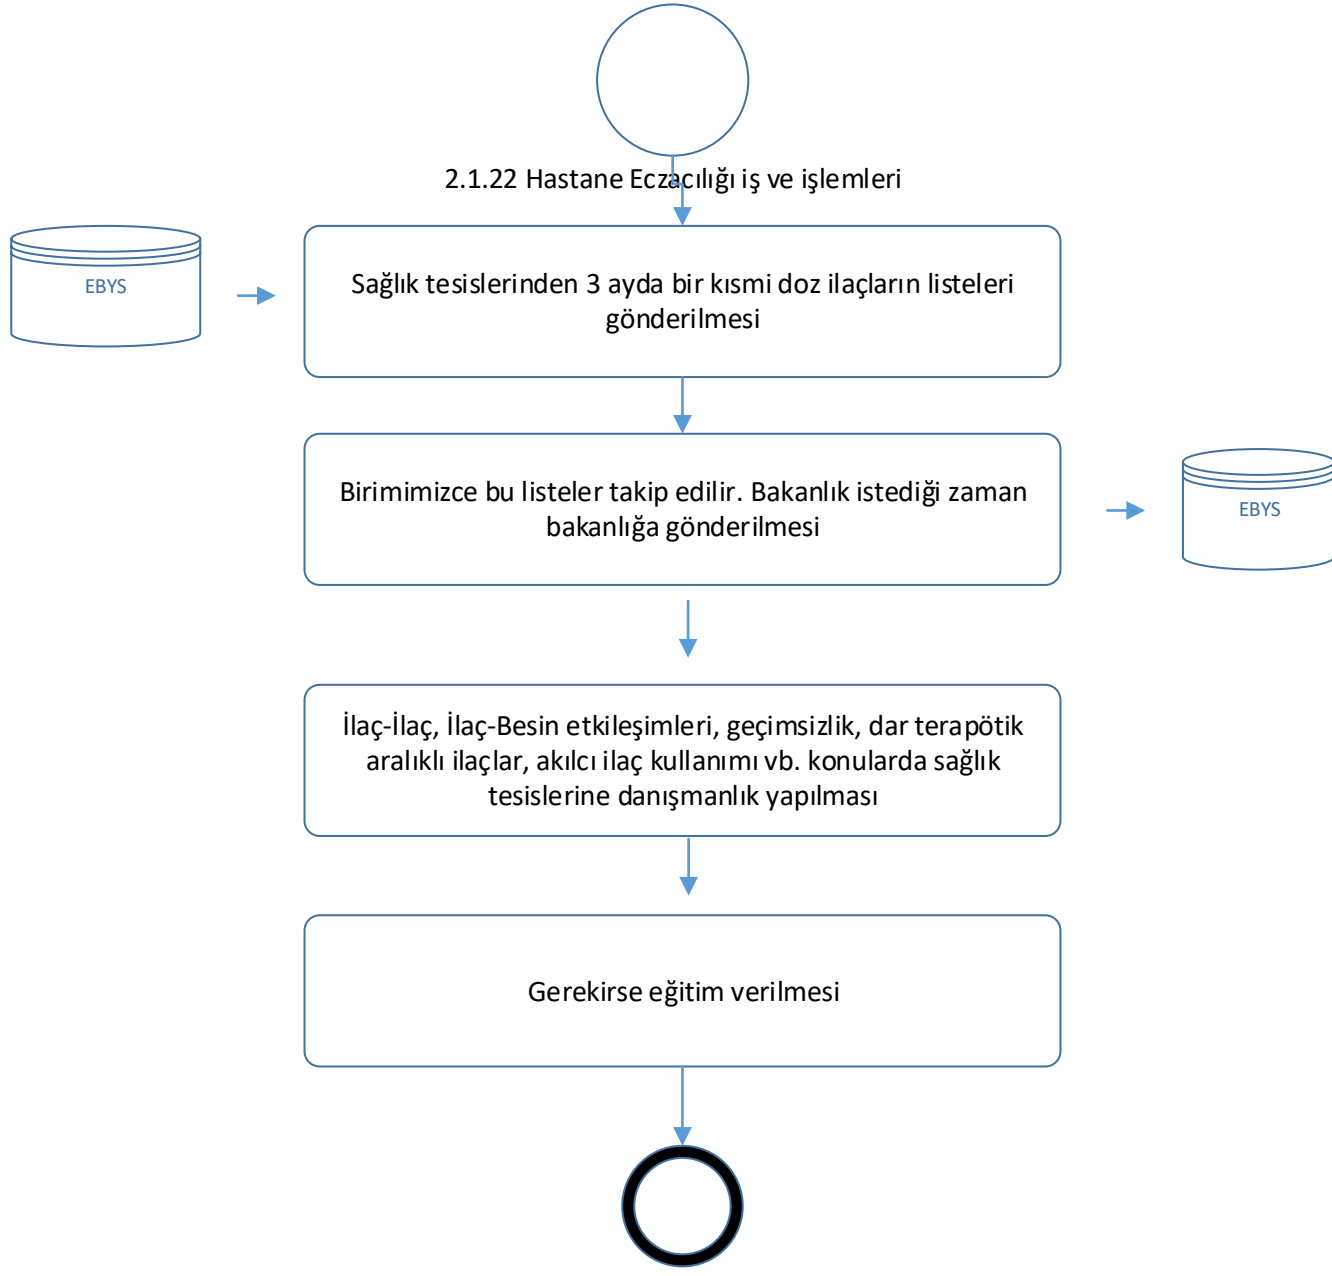 2.1.22 Hastane Eczacılığı iş ve işlemleri
EBYS
Sağlık tesislerinden 3 ayda bir kısmi doz ilaçların listeleri
gönderilmesi
Birimimizce bu listeler takip edilir. Bakanlık istediği zaman
bakanlığa gönderilmesi
EBYS
İlaç-İlaç, İlaç-Besin etkileşimleri, geçimsizlik, dar terapötik
aralıklı ilaçlar, akılcı ilaç kullanımı vb. konularda sağlık
tesislerine danışmanlık yapılması
Gerekirse eğitim verilmesi